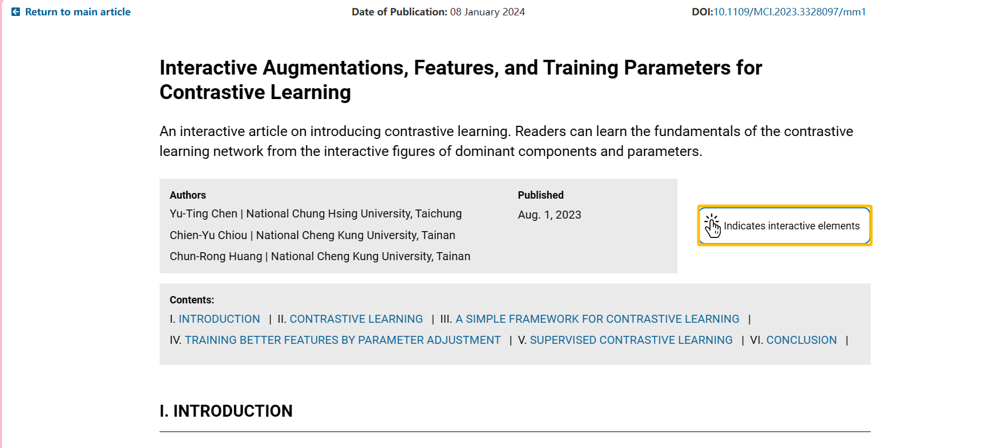 Return to main article
Date of Publication: 08 January 2024
DOI:10.1109/MCI.2023.3328097/mm1
Interactive Augmentations, Features, and Training Parameters for
Contrastive Learning
An interactive article on introducing contrastive learning. Readers can learn the fundamentals of the contrastive
learning network from the interactive figures of dominant components and parameters.
Authors
Yu-Ting Chen | National Chung Hsing University, Taichung
Chien-Yu Chiou | National Cheng Kung University, Tainan
Chun-Rong Huang | National Cheng Kung University, Tainan
Published
Aug. 1, 2023
Indicates interactive elements
Contents:
I. INTRODUCTION | II. CONTRASTIVE LEARNING | III. A SIMPLE FRAMEWORK FOR CONTRASTIVE LEARNING |
IV. TRAINING BETTER FEATURES BY PARAMETER ADJUSTMENT | V. SUPERVISED CONTRASTIVE LEARNING | VI. CONCLUSION |
I. INTRODUCTION